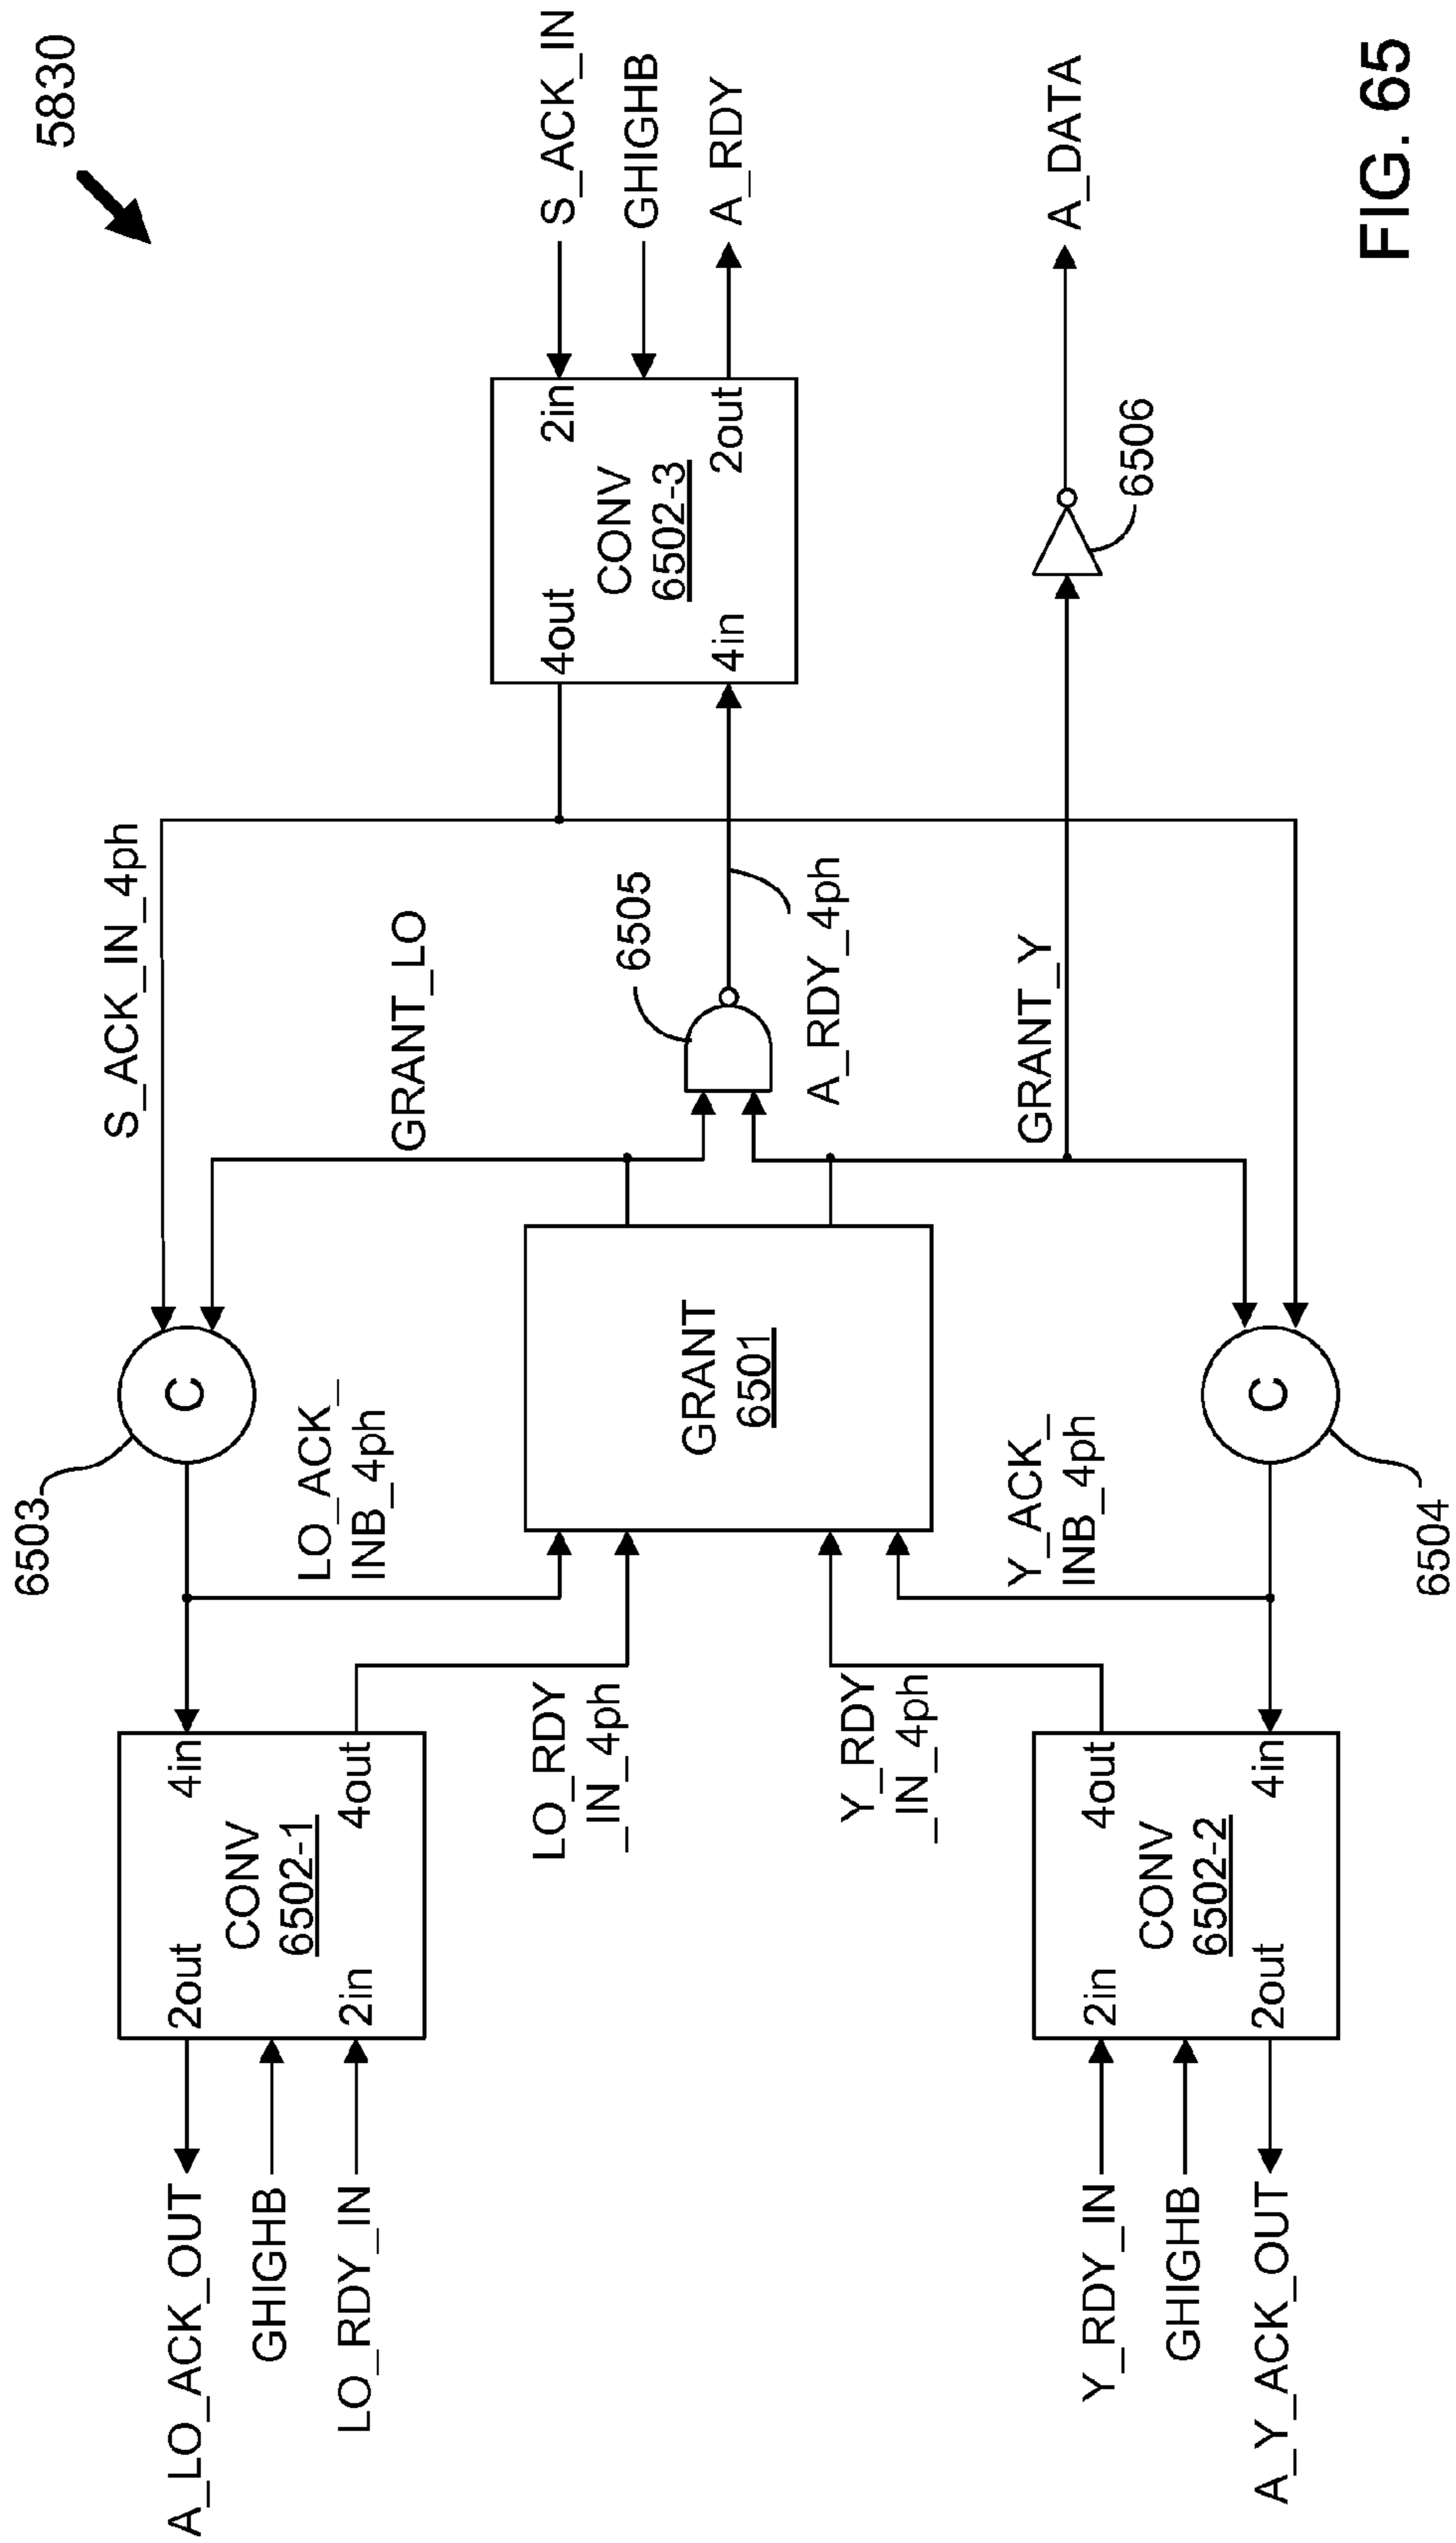 5830
S_ACK_IN
GHIGHB
A_RDY
A_DATA
FIG. 65
2in
2out
CONV
6502-3
4out
4in
6506
S_ACK_IN_4ph
GRANT_LO
6505
A_RDY_4ph
GRANT_Y
6503
C
LO_ACK_
INB_4ph
GRANT
6501
Y_ACK_
INB_4ph
C
6504
LO_RDY
_IN_4ph
Y_RDY
_IN_4ph
4in
4out
CONV
6502-1
2out
2in
4out
4in
CONV
6502-2
2in
2out
A_LO_ACK_OUT
GHIGHB
LO_RDY_IN
Y_RDY_IN
GHIGHB
A_Y_ACK_OUT